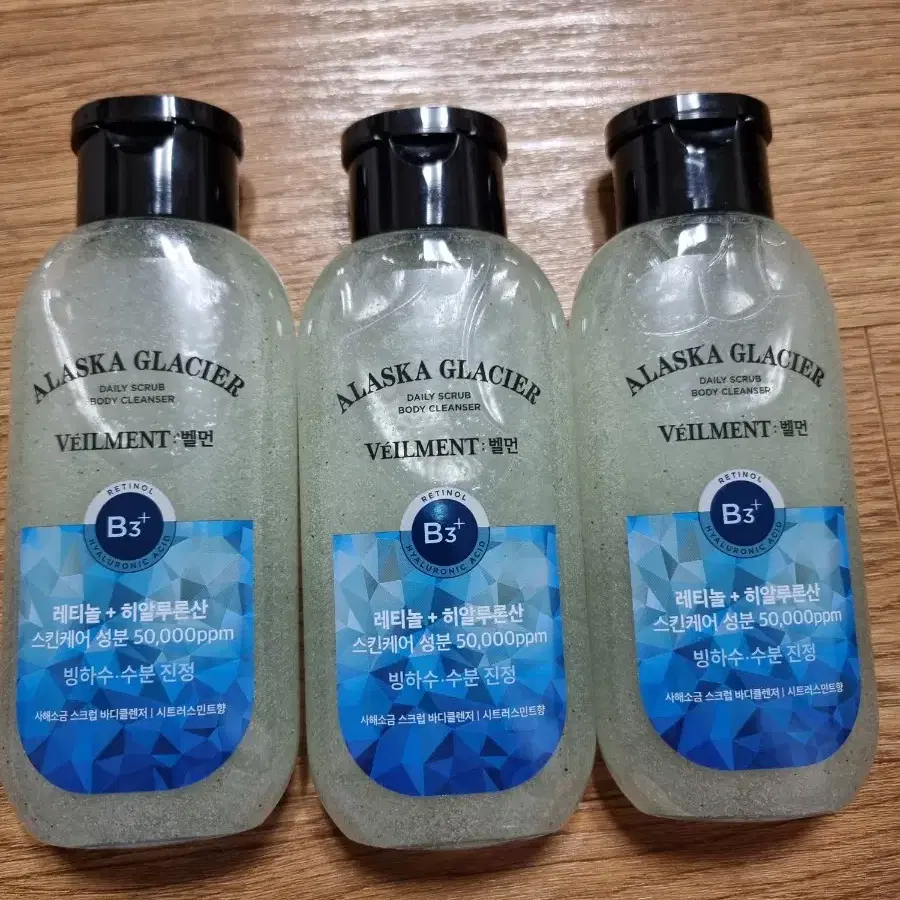 ALASKA GLACIER
DAILY SCRUB
BODY CLEANSER
VÉILMENT : 벨먼
RETINOL
B3+
HYALURONIC ACID
레티놀 + 히알루론산
스킨케어 성분 50,000ppm
빙하수·수분 진정
사해소금 스크럽 바디클렌저 | 시트러스민트향
ALASKA GLACIER
DAILY SCRUB
BODY CLEANSER
VÉILMENT : 벨먼
RETINOL
B3+
HYALURONIC ACID
레티놀 + 히알루론산
스킨케어 성분 50,000ppm
빙하수·수분 진정
사해소금 스크럽 바디클렌저 | 시트러스민트향
ALASKA GLACIER
DAILY SCRUB
BODY CLEANSER
VÉILMENT : 벨먼
RETINOL
B3+
HYALURONIC ACID
레티놀 + 히알루론산
스킨케어 성분 50,000ppm
빙하수·수분 진정
사해소금 스크럽 바디클렌저 | 시트러스민트향